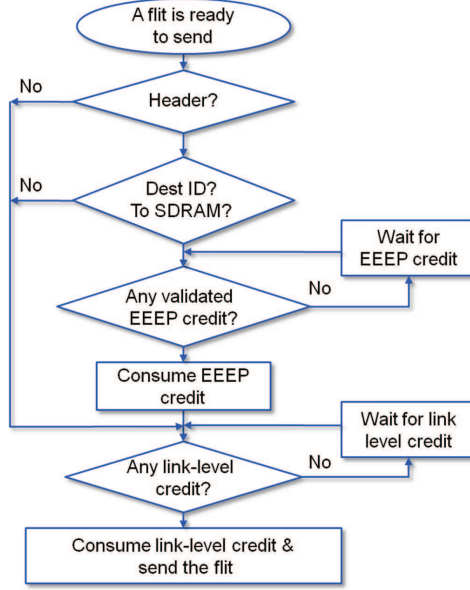 A flit is ready
to send
No
Header?
No
Dest ID?
To SDRAM?
Wait for
EEEP credit
Any validated
EEEP credit?
No
Consume EEEP
credit
Wait for link
level credit
Any link-level
credit?
No
Consume link-level credit &
send the flit